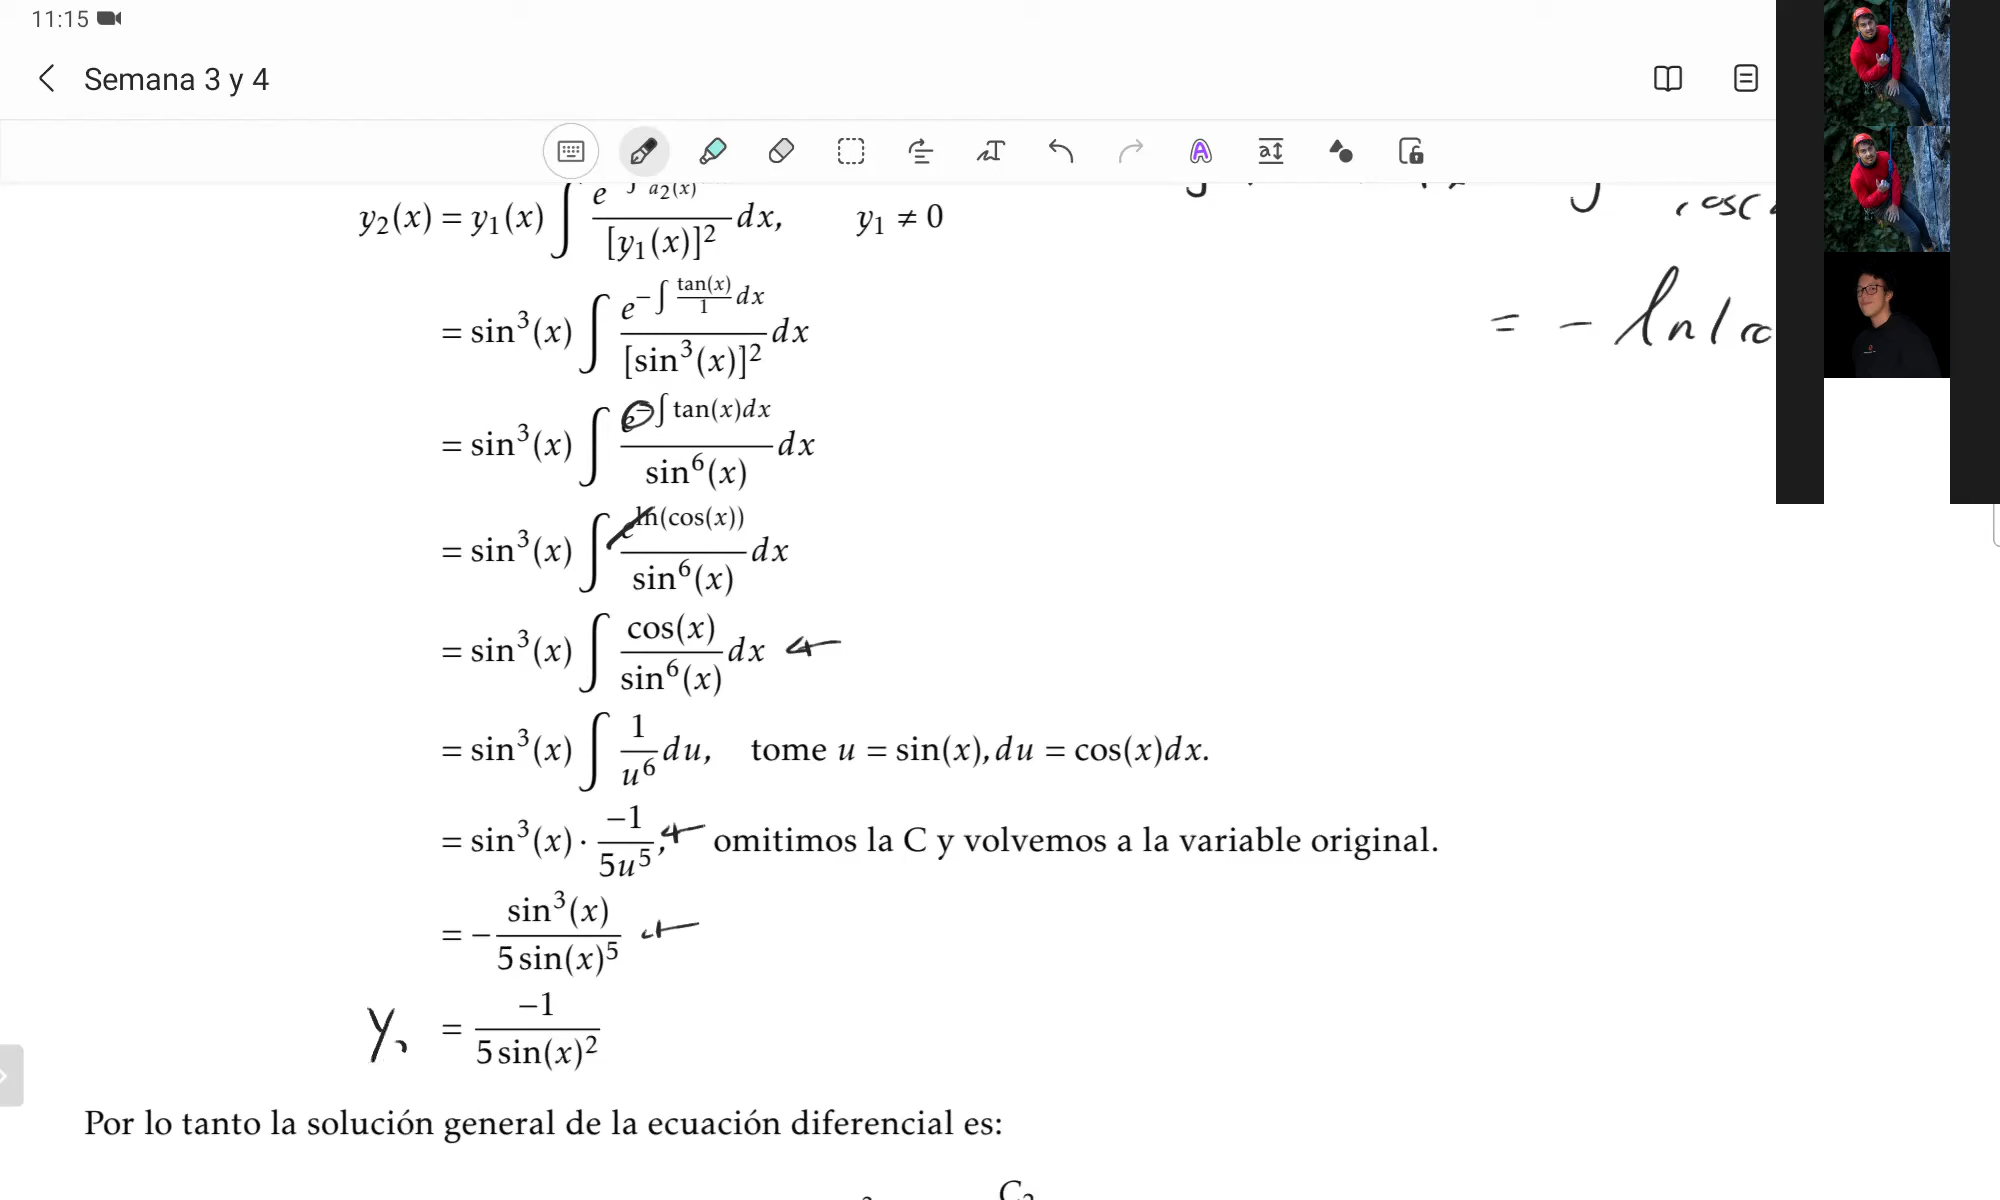 11:15
Semana 3 y 4
y₂(x) = y₁(x) ∫ e^{∫ a₂(x)} / [y₁(x)]² dx, y₁ ≠ 0
= sin³(x) ∫ e^{−∫ tan(x)/1 dx} / [sin³(x)]² dx
= − ln|co
= sin³(x) ∫ e^{−∫ tan(x)dx} / sin⁶(x) dx
= sin³(x) ∫ e^{ln(cos(x))} / sin⁶(x) dx
= sin³(x) ∫ cos(x) / sin⁶(x) dx
= sin³(x) ∫ 1 / u⁶ du, tome u = sin(x), du = cos(x)dx.
= sin³(x) · −1 / 5u⁵, omitimos la C y volvemos a la variable original.
= − sin³(x) / 5 sin(x)⁵
y = −1 / 5 sin(x)²
Por lo tanto la solución general de la ecuación diferencial es: